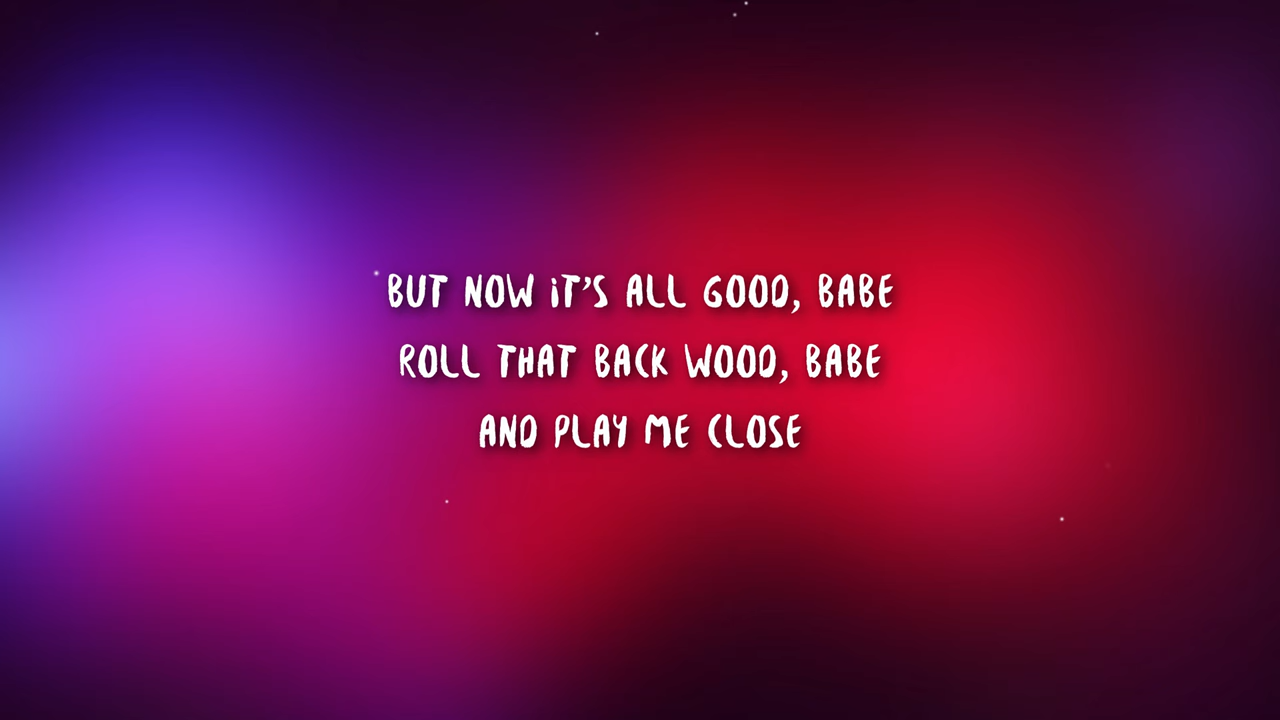 BUT NOW iT'S ALL GOOD, BABE
ROLL THAT BACK WOOD, BABE
AND PLAY ME CLOSE